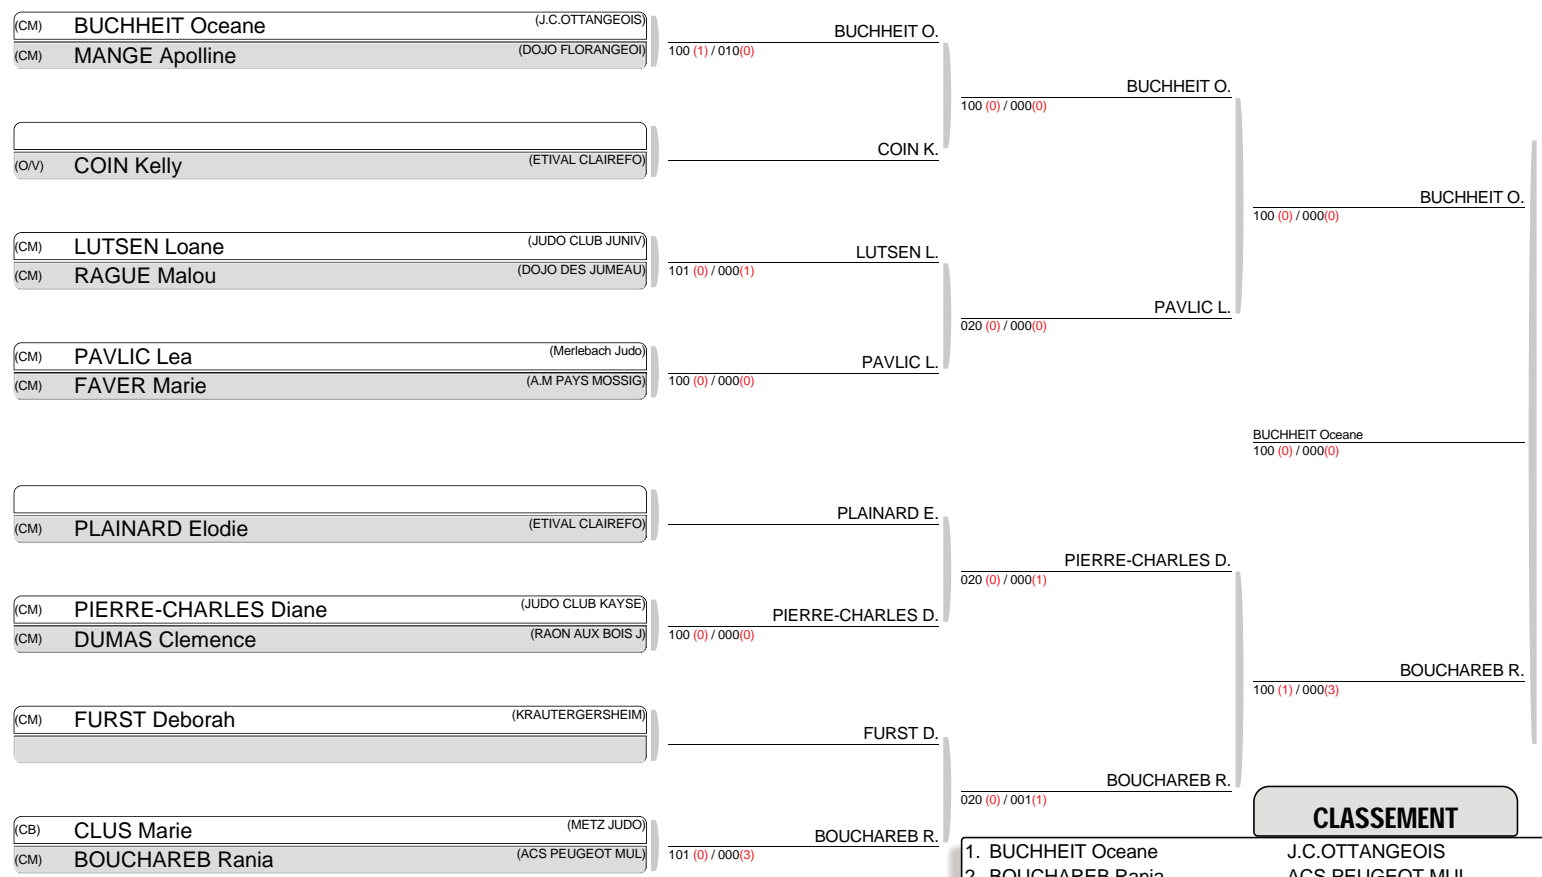 (CM) BUCHHEIT Oceane (J.C.OTTANGEOIS)
(CM) MANGE Apolline (DOJO FLORANGEOI)
BUCHHEIT O.
100 (1) / 010(0)
(O/V) COIN Kelly (ETIVAL CLAIREFO)
COIN K.
BUCHHEIT O.
100 (0) / 000(0)
(CM) LUTSEN Loane (JUDO CLUB JUNIV)
(CM) RAGUE Malou (DOJO DES JUMEAU)
LUTSEN L.
101 (0) / 000(1)
(CM) PAVLIC Lea (Merlebach Judo)
(CM) FAVER Marie (A.M PAYS MOSSIG)
PAVLIC L.
100 (0) / 000(0)
PAVLIC L.
020 (0) / 000(0)
BUCHHEIT O.
100 (0) / 000(0)
BUCHHEIT Oceane
100 (0) / 000(0)
(CM) PLAINARD Elodie (ETIVAL CLAIREFO)
PLAINARD E.
(CM) PIERRE-CHARLES Diane (JUDO CLUB KAYSE)
(CM) DUMAS Clemence (RAON AUX BOIS J)
PIERRE-CHARLES D.
100 (0) / 000(0)
PIERRE-CHARLES D.
020 (0) / 000(1)
(CM) FURST Deborah (KRAUTERGERSHEIM)
FURST D.
(CB) CLUS Marie (METZ JUDO)
(CM) BOUCHAREB Rania (ACS PEUGEOT MUL)
BOUCHAREB R.
101 (0) / 000(3)
BOUCHAREB R.
020 (0) / 001(1)
BOUCHAREB R.
100 (1) / 000(3)
CLASSEMENT
1. BUCHHEIT Oceane J.C.OTTANGEOIS
2. BOUCHAREB Rania ACS PEUGEOT MUL